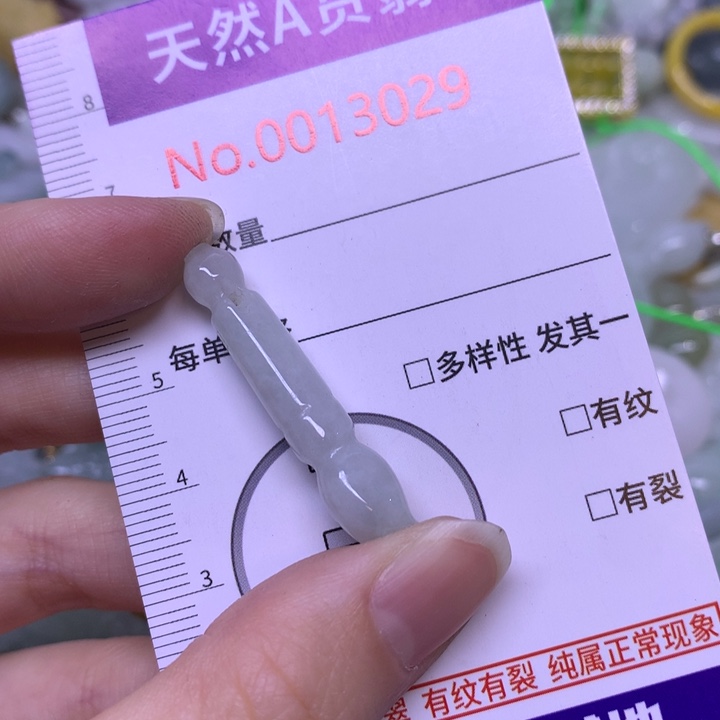 8
天然A货翡
No.0013029
7
数量
每单
5
□多样性 发其一
□有纹
4
□有裂
3
有纹有裂 纯属正常现象